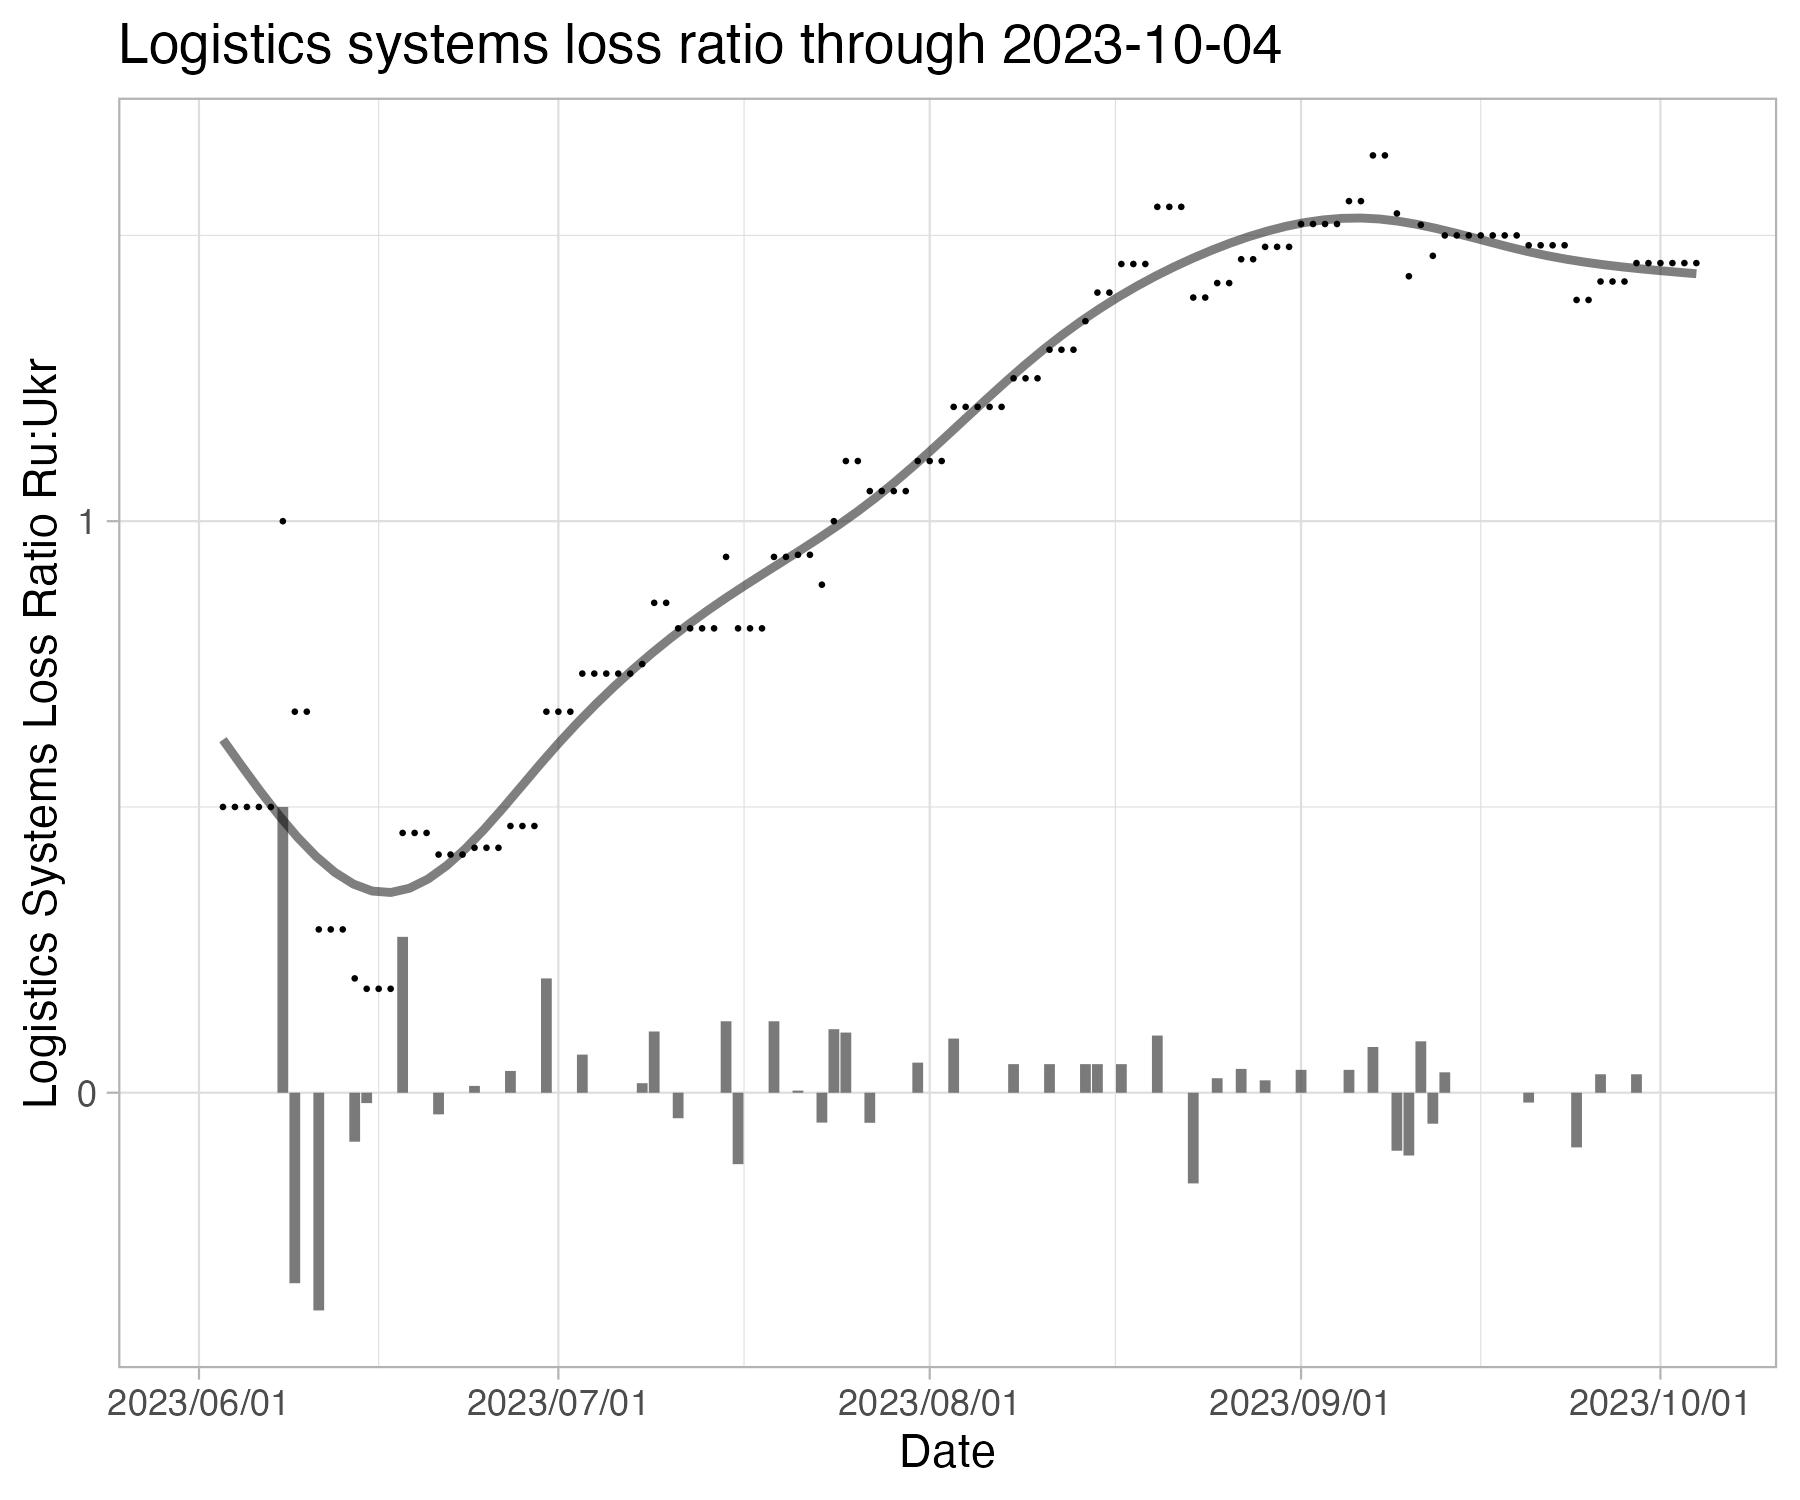 Logistics systems loss ratio through 2023-10-04
Logistics Systems Loss Ratio Ru:Ukr
1
0
2023/06/01
2023/07/01
2023/08/01
2023/09/01
2023/10/01
Date